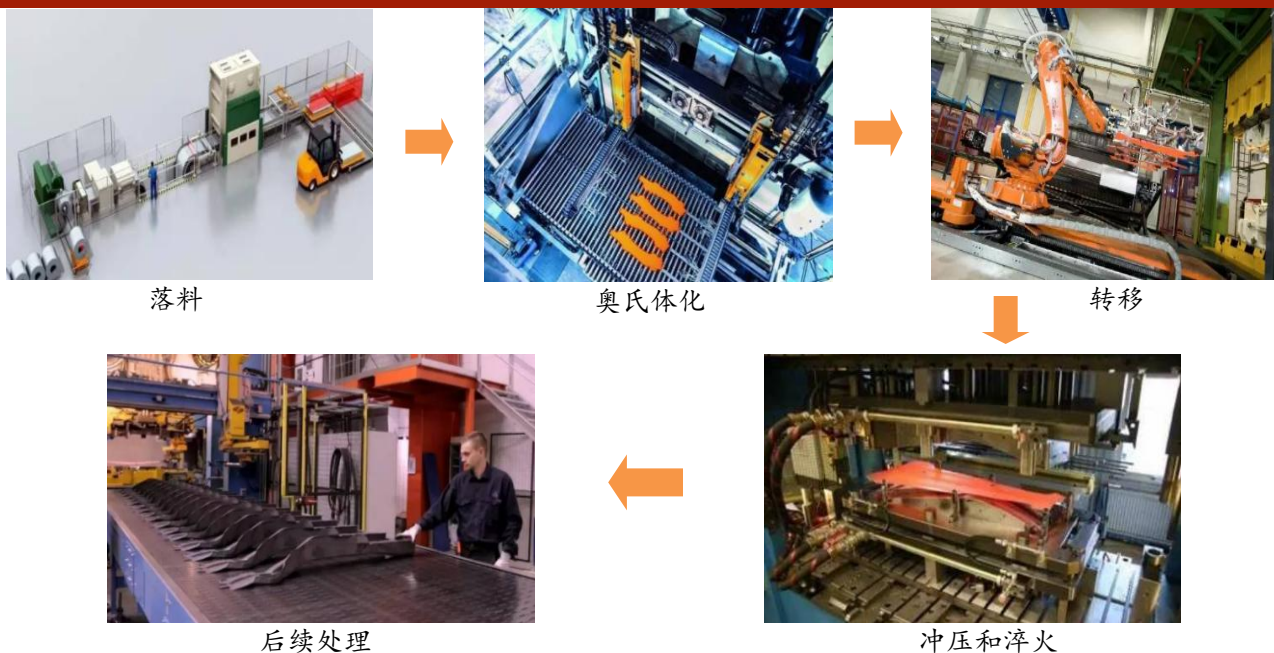 落料
奥氏体化
转移
后续处理
冲压和淬火